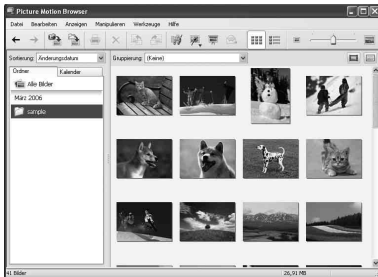 Picture Motion Browser
Datei Bearbeiten Anzeigen Manipulieren Werkzeuge Hilfe
Sortierung: Änderungsdatum Gruppierung: (Keine)
Ordner Kalender
Alle Bilder
März 2006
sample
41 Bilder 26,91 MB